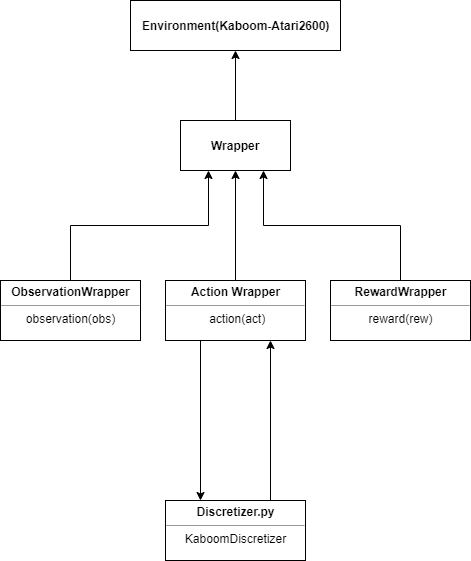 Environment(Kaboom-Atari2600)
Wrapper
ObservationWrapper
observation(obs)
Action Wrapper
action(act)
RewardWrapper
reward(rew)
Discretizer.py
KaboomDiscretizer